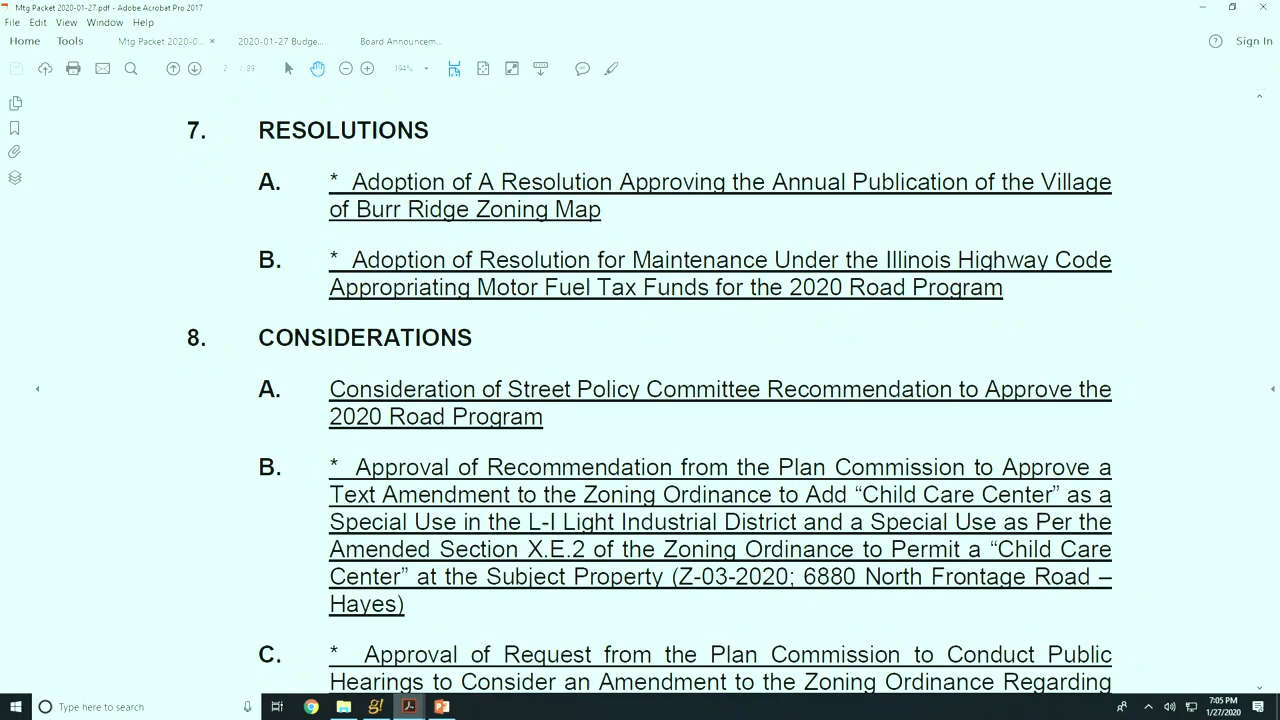 Mtg Packet 2020-01-27.pdf - Adobe Acrobat Pro 2017
File Edit View Window Help
Home Tools Mtg Packet 2020-0... × 2020-01-27 Budge... Board Announcem... Sign In
2 / 89 194%
7. RESOLUTIONS
A. * Adoption of A Resolution Approving the Annual Publication of the Village
of Burr Ridge Zoning Map
B. * Adoption of Resolution for Maintenance Under the Illinois Highway Code
Appropriating Motor Fuel Tax Funds for the 2020 Road Program
8. CONSIDERATIONS
A. Consideration of Street Policy Committee Recommendation to Approve the
2020 Road Program
B. * Approval of Recommendation from the Plan Commission to Approve a
Text Amendment to the Zoning Ordinance to Add “Child Care Center” as a
Special Use in the L-I Light Industrial District and a Special Use as Per the
Amended Section X.E.2 of the Zoning Ordinance to Permit a “Child Care
Center” at the Subject Property (Z-03-2020; 6880 North Frontage Road –
Hayes)
C. * Approval of Request from the Plan Commission to Conduct Public
Hearings to Consider an Amendment to the Zoning Ordinance Regarding
Type here to search
7:05 PM
1/27/2020